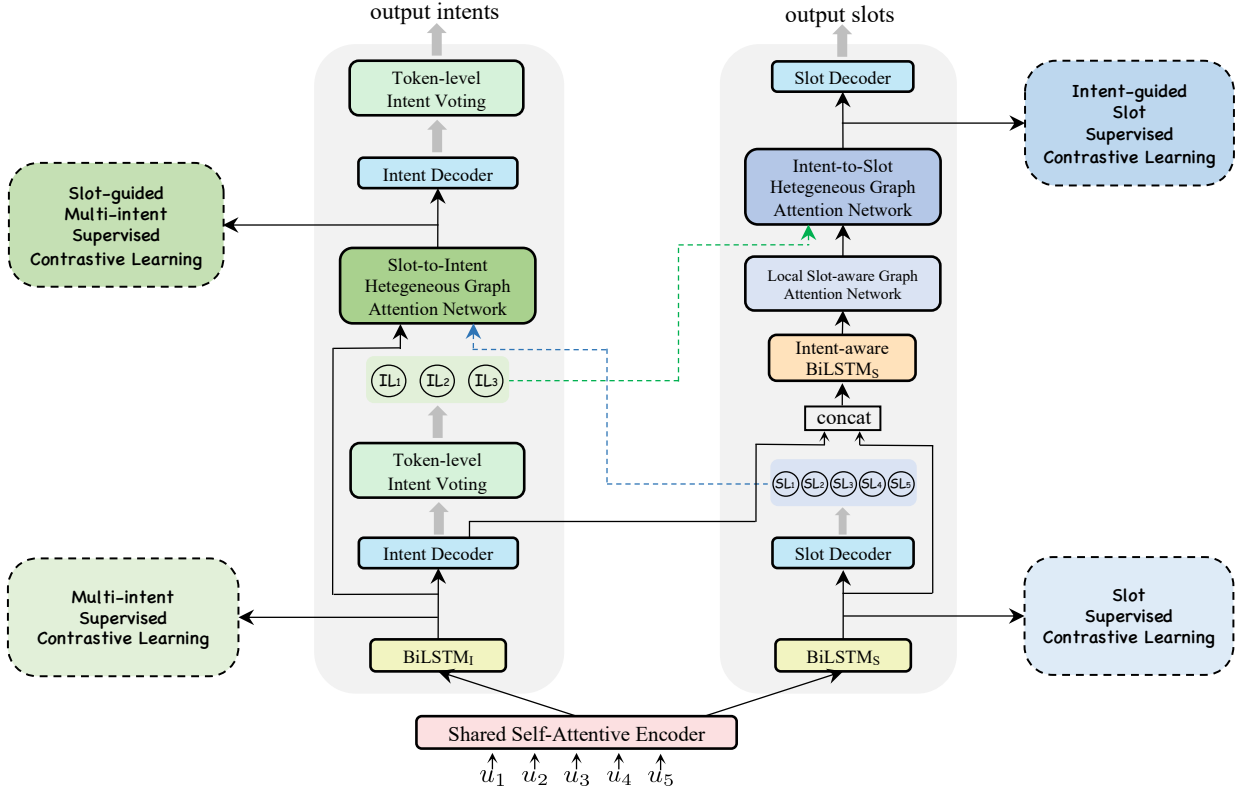 output intents
output slots
Token-level
Intent Voting
Slot Decoder
Intent-guided
Slot
Supervised
Contrastive Learning
Intent Decoder
Intent-to-Slot
Hetegeneous Graph
Attention Network
Slot-guided
Multi-intent
Supervised
Contrastive Learning
Slot-to-Intent
Hetegeneous Graph
Attention Network
Local Slot-aware Graph
Attention Network
Intent-aware
BiLSTM_S
IL1 IL2 IL3
concat
Token-level
Intent Voting
SL1 SL2 SL3 SL4 SL5
Intent Decoder
Slot Decoder
Multi-intent
Supervised
Contrastive Learning
Slot
Supervised
Contrastive Learning
BiLSTM_I
BiLSTM_S
Shared Self-Attentive Encoder
u1 u2 u3 u4 u5